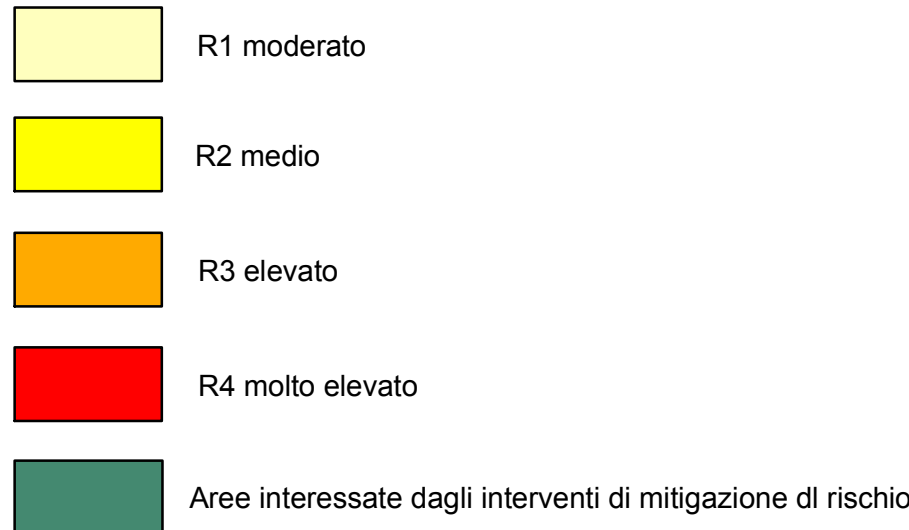 R1 moderato
R2 medio
R3 elevato
R4 molto elevato
Aree interessate dagli interventi di mitigazione dl rischio